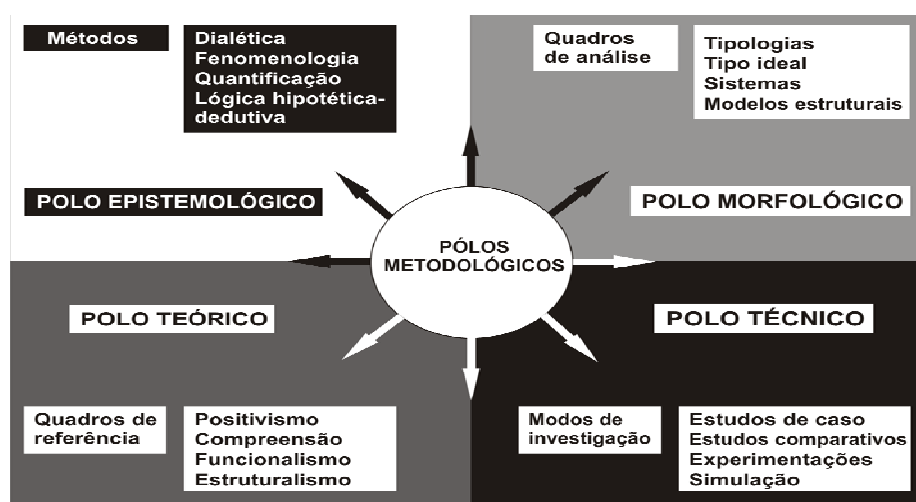 Métodos
Dialética
Fenomenologia
Quantificação
Lógica hipotética-
dedutiva
POLO EPISTEMOLÓGICO
Quadros
de análise
Tipologias
Tipo ideal
Sistemas
Modelos estruturais
POLO MORFOLÓGICO
PÓLOS
METODOLÓGICOS
POLO TEÓRICO
Quadros de
referência
Positivismo
Compreensão
Funcionalismo
Estruturalismo
POLO TÉCNICO
Modos de
investigação
Estudos de caso
Estudos comparativos
Experimentações
Simulação